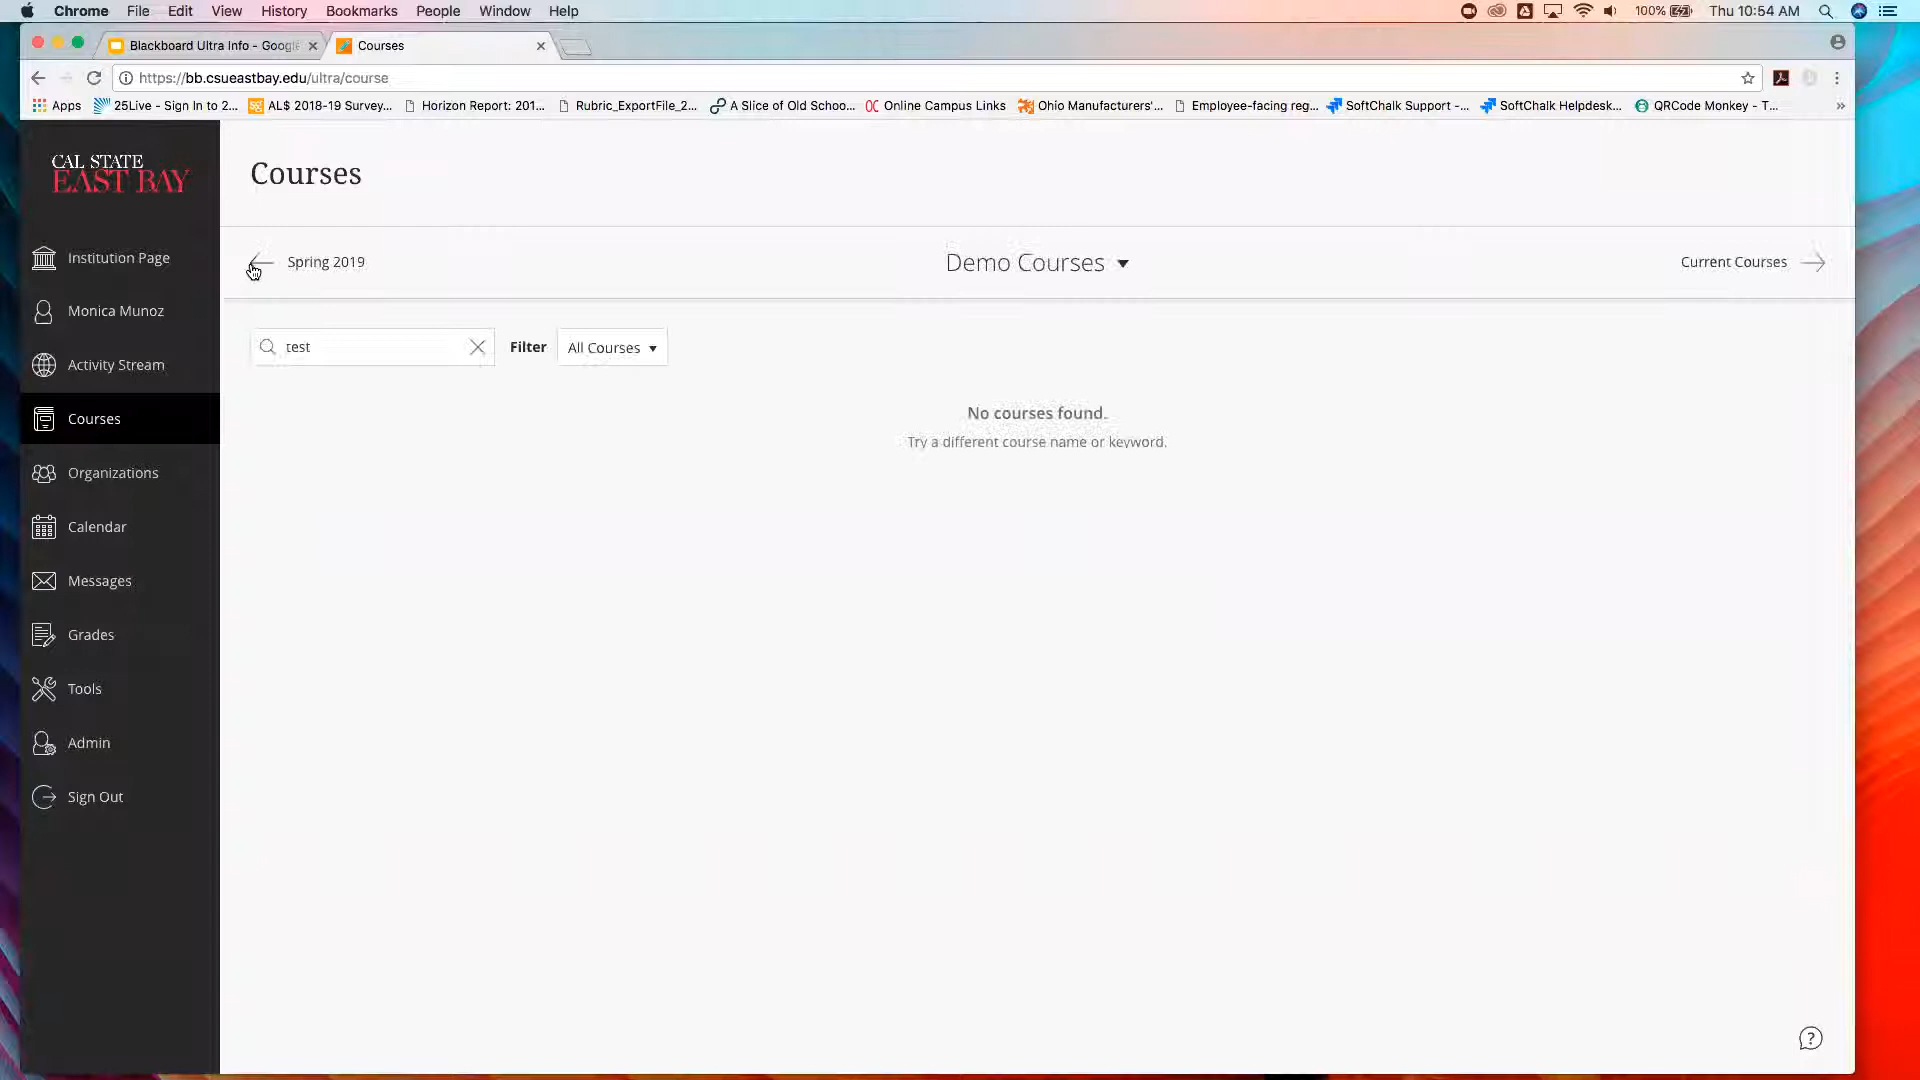 Chrome File Edit View History Bookmarks People Window Help 100% Thu 10:54 AM
Blackboard Ultra Info - Google Courses
https://bb.csueastbay.edu/ultra/course
Apps 25Live - Sign In to 2... AL$ 2018-19 Survey... Horizon Report: 201... Rubric_ExportFile_2... A Slice of Old Schoo... OC Online Campus Links Ohio Manufacturers'... Employee-facing reg... SoftChalk Support -... SoftChalk Helpdesk... QRCode Monkey - T... »
CAL STATE
EAST BAY
Courses
Institution Page
Monica Munoz
Activity Stream
Courses
Organizations
Calendar
Messages
Grades
Tools
Admin
Sign Out
Spring 2019 Demo Courses Current Courses
test Filter All Courses
No courses found.
Try a different course name or keyword.
?